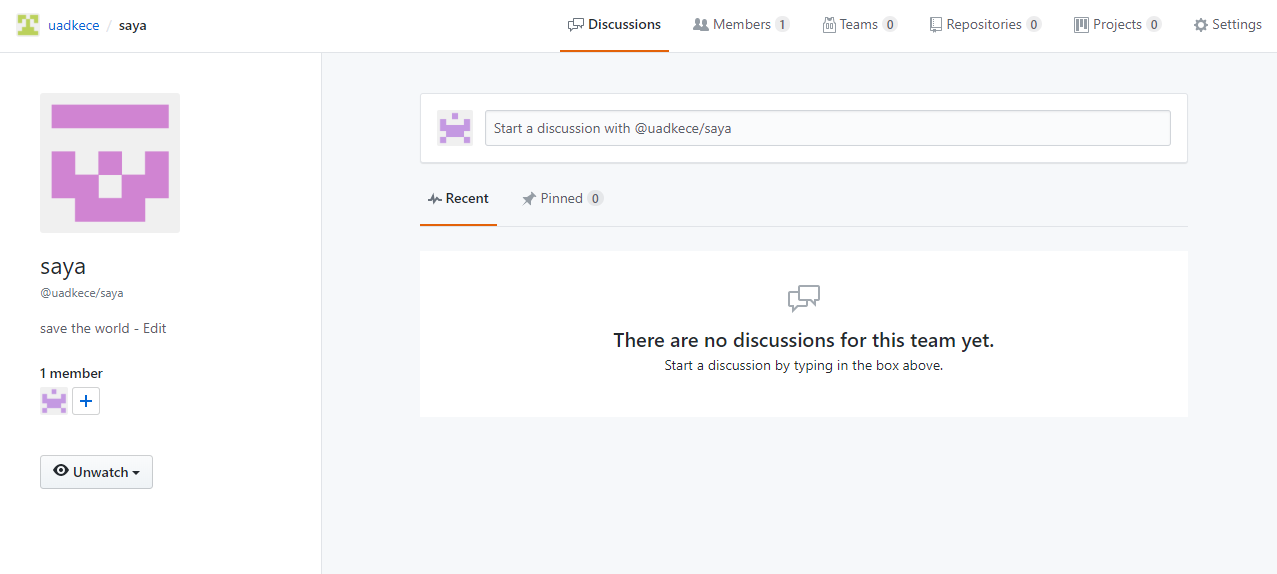 uadkece / saya
Discussions Members 1 Teams 0 Repositories 0 Projects 0 Settings
saya
@uadkece/saya
save the world - Edit
1 member
Unwatch
Start a discussion with @uadkece/saya
Recent Pinned 0
There are no discussions for this team yet.
Start a discussion by typing in the box above.